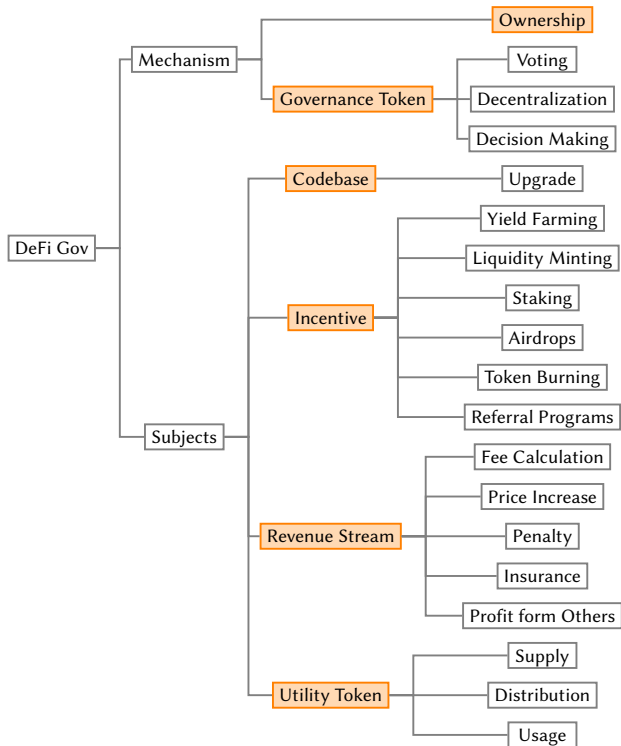 Ownership
Mechanism
Voting
Governance Token
Decentralization
Decision Making
Codebase
Upgrade
Yield Farming
DeFi Gov
Liquidity Minting
Staking
Incentive
Airdrops
Token Burning
Referral Programs
Subjects
Fee Calculation
Price Increase
Revenue Stream
Penalty
Insurance
Profit form Others
Supply
Utility Token
Distribution
Usage